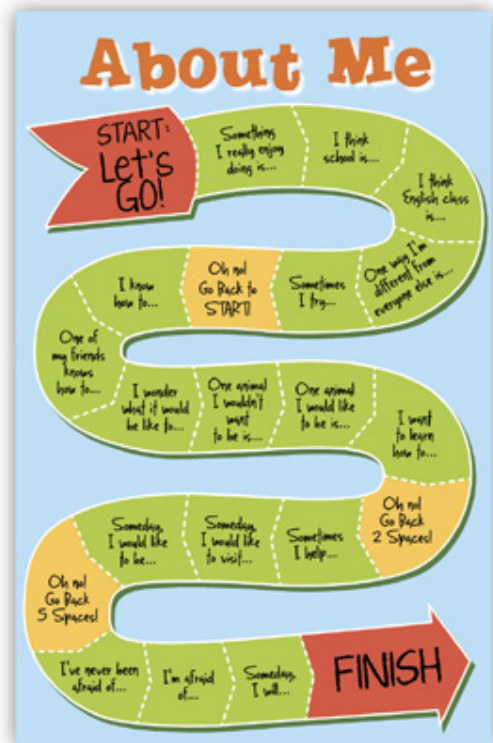 About Me
START:
Let's
GO!
Something
I really enjoy
doing is...
I think
school is...
I think
English class
is...
One way I'm
different from
everyone else is...
Sometimes
I try...
Oh no!
Go Back to
START!
I know
how to...
One of
my friends
knows
how to...
I wonder
what it would
be like to...
One animal
I wouldn't
want
to be is...
One animal
I would like
to be is...
I want
to learn
how to...
Oh no!
Go Back
2 Spaces!
Sometimes
I help...
Someday,
I would like
to visit...
Someday,
I would like
to be...
Oh no!
Go Back
5 Spaces!
I've never been
afraid of...
I'm afraid
of...
Someday,
I will...
FINISH